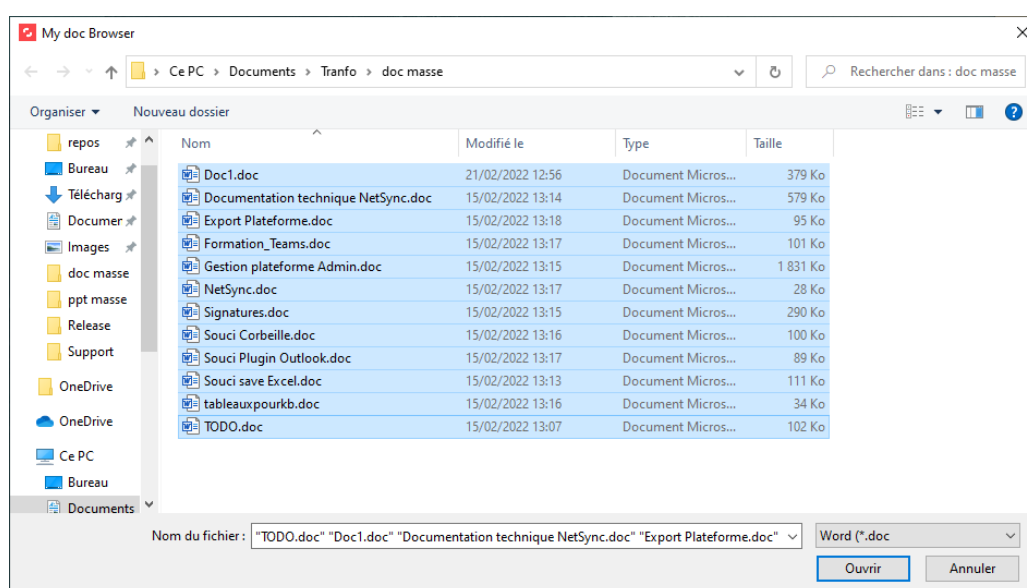 My doc Browser
Ce PC > Documents > Tranfo > doc masse
Rechercher dans : doc masse
Organiser
Nouveau dossier
repos
Bureau
Télécharg
Documer
Images
doc masse
ppt masse
Release
Support
OneDrive
OneDrive
Ce PC
Bureau
Documents
Nom Modifié le Type Taille
Doc1.doc 21/02/2022 12:56 Document Micros... 379 Ko
Documentation technique NetSync.doc 15/02/2022 13:14 Document Micros... 579 Ko
Export Plateforme.doc 15/02/2022 13:18 Document Micros... 95 Ko
Formation_Teams.doc 15/02/2022 13:17 Document Micros... 101 Ko
Gestion plateforme Admin.doc 15/02/2022 13:15 Document Micros... 1 831 Ko
NetSync.doc 15/02/2022 13:17 Document Micros... 28 Ko
Signatures.doc 15/02/2022 13:15 Document Micros... 290 Ko
Souci Corbeille.doc 15/02/2022 13:16 Document Micros... 100 Ko
Souci Plugin Outlook.doc 15/02/2022 13:17 Document Micros... 89 Ko
Souci save Excel.doc 15/02/2022 13:13 Document Micros... 111 Ko
tableauxpourkb.doc 15/02/2022 13:16 Document Micros... 34 Ko
TODO.doc 15/02/2022 13:07 Document Micros... 102 Ko
Nom du fichier : "TODO.doc" "Doc1.doc" "Documentation technique NetSync.doc" "Export Plateforme.doc"
Word (*.doc
Ouvrir
Annuler